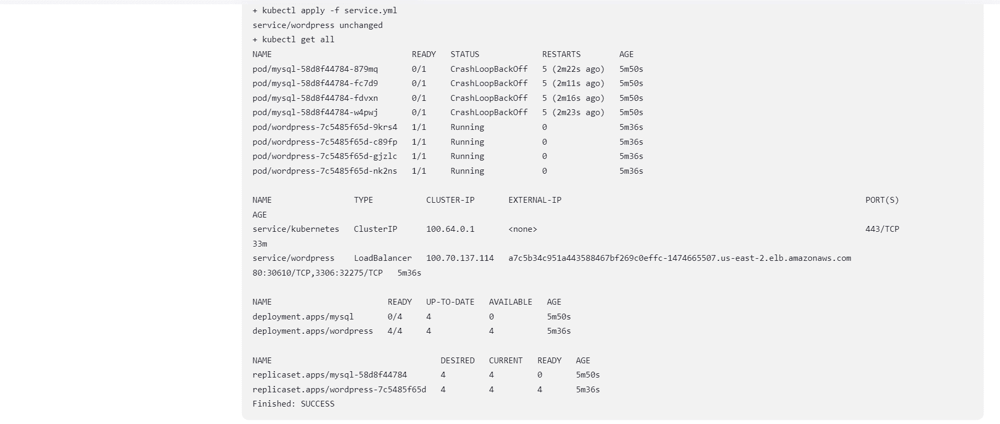 + kubectl apply -f service.yml
service/wordpress unchanged
+ kubectl get all
NAME                             READY   STATUS             RESTARTS        AGE
pod/mysql-58d8f44784-879mq       0/1     CrashLoopBackOff   5 (2m22s ago)   5m50s
pod/mysql-58d8f44784-fc7d9       0/1     CrashLoopBackOff   5 (2m11s ago)   5m50s
pod/mysql-58d8f44784-fdvxn       0/1     CrashLoopBackOff   5 (2m16s ago)   5m50s
pod/mysql-58d8f44784-w4pwj       0/1     CrashLoopBackOff   5 (2m23s ago)   5m50s
pod/wordpress-7c5485f65d-9krs4   1/1     Running            0               5m36s
pod/wordpress-7c5485f65d-c89fp   1/1     Running            0               5m36s
pod/wordpress-7c5485f65d-gjzlc   1/1     Running            0               5m36s
pod/wordpress-7c5485f65d-nk2ns   1/1     Running            0               5m36s

NAME                 TYPE           CLUSTER-IP       EXTERNAL-IP                                                               PORT(S)
AGE
service/kubernetes   ClusterIP      100.64.0.1       <none>                                                                    443/TCP
33m
service/wordpress    LoadBalancer   100.70.137.114   a7c5b34c951a443588467bf269c0effc-1474665507.us-east-2.elb.amazonaws.com
80:30610/TCP,3306:32275/TCP   5m36s

NAME                        READY   UP-TO-DATE   AVAILABLE   AGE
deployment.apps/mysql       0/4     4            0           5m50s
deployment.apps/wordpress   4/4     4            4           5m36s

NAME                                   DESIRED   CURRENT   READY   AGE
replicaset.apps/mysql-58d8f44784       4         4         0       5m50s
replicaset.apps/wordpress-7c5485f65d   4         4         4       5m36s
Finished: SUCCESS